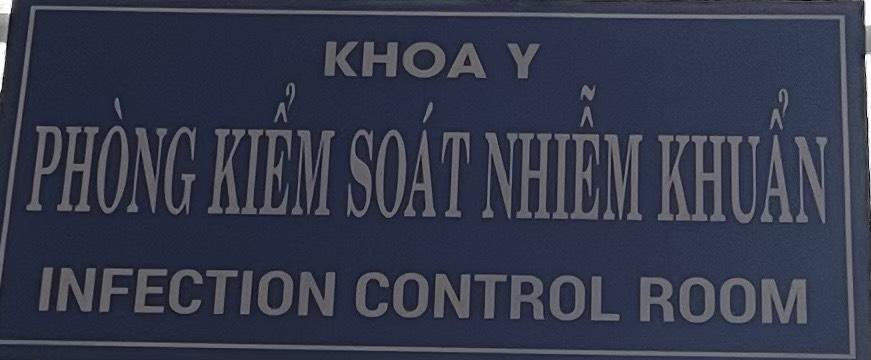 KHOA Y
PHÒNG KIỂM SOÁT NHIỄM KHUẨN
INFECTION CONTROL ROOM